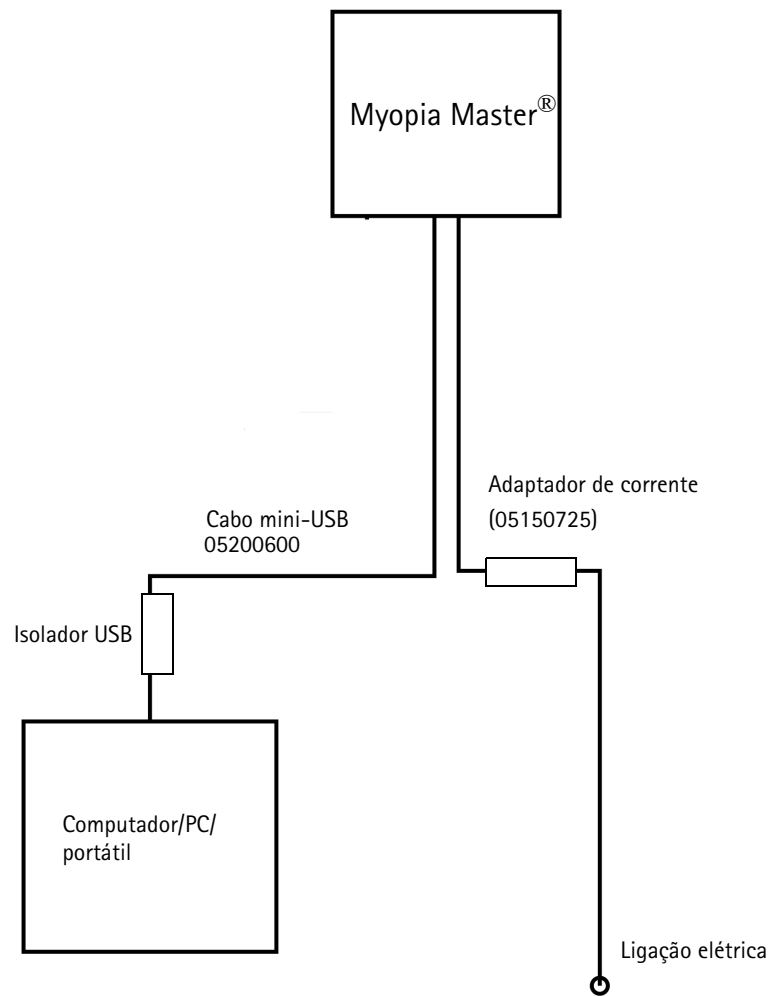 Myopia Master®
Adaptador de corrente
(05150725)
Cabo mini-USB
05200600
Isolador USB
Computador/PC/
portátil
Ligação elétrica